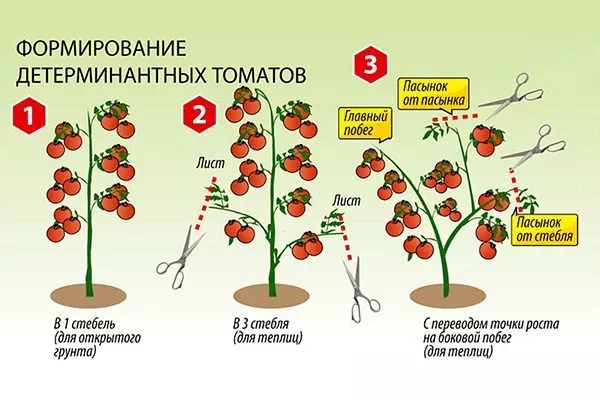 ФОРМИРОВАНИЕ
ДЕТЕРМИНАНТНЫХ ТОМАТОВ
1
2
3
Пасынок
от пасынка
Главный
побег
Лист
Лист
Пасынок
от стебля
В 1 стебель
(для открытого
грунта)
В 3 стебля
(для теплиц)
С переводом точки роста
на боковой побег
(для теплиц)